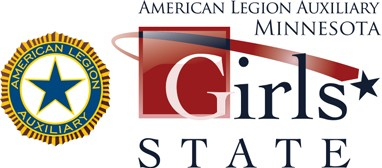 AMERICAN LEGION
AUXILIARY
AMERICAN LEGION AUXILIARY
MINNESOTA
Girls
STATE